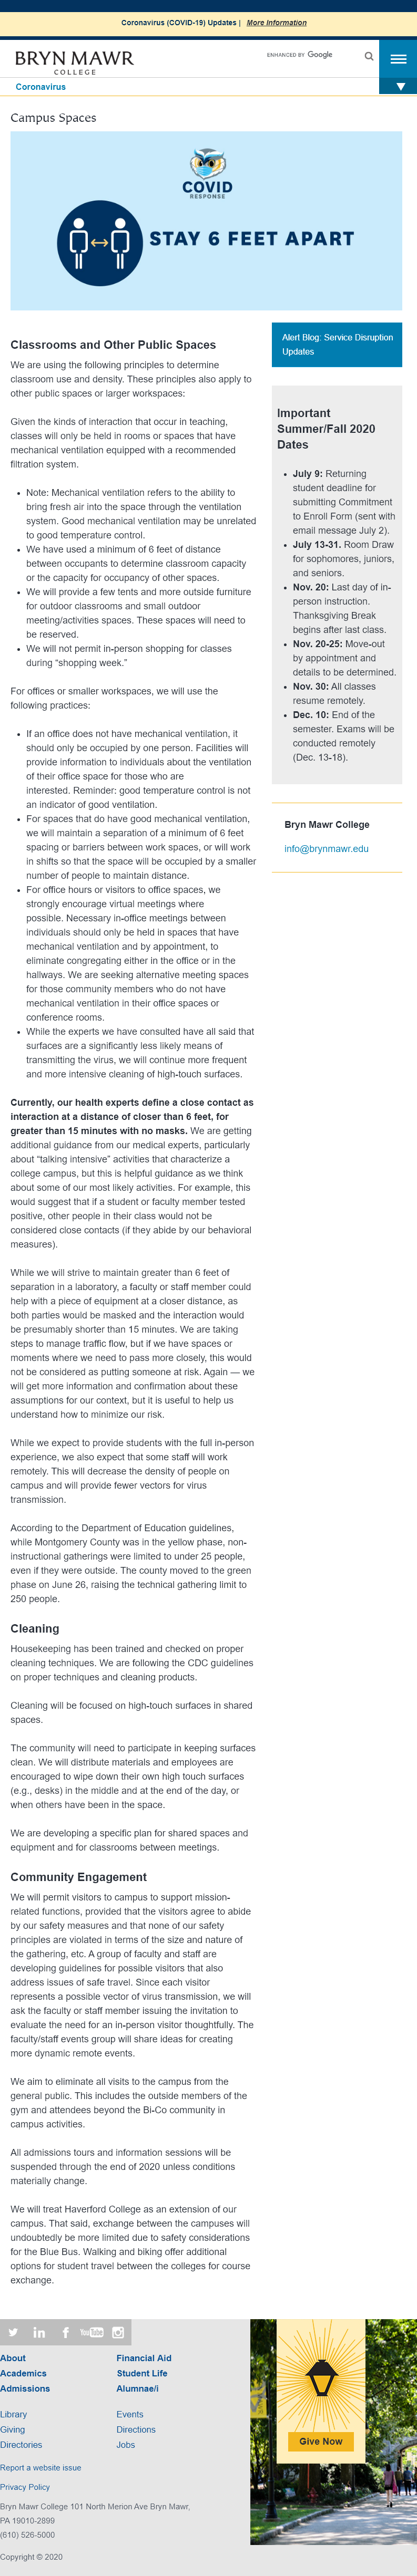 Coronavirus (COVID-19) Updates | More Information
BRYN MAWR
COLLEGE
ENHANCED BY Google
Coronavirus
Campus Spaces
COVID
RESPONSE
STAY 6 FEET APART
Classrooms and Other Public Spaces
We are using the following principles to determine
classroom use and density. These principles also apply to
other public spaces or larger workspaces:
Given the kinds of interaction that occur in teaching,
classes will only be held in rooms or spaces that have
mechanical ventilation equipped with a recommended
filtration system.
• Note: Mechanical ventilation refers to the ability to
bring fresh air into the space through the ventilation
system. Good mechanical ventilation may be unrelated
to good temperature control.
• We have used a minimum of 6 feet of distance
between occupants to determine classroom capacity
or the capacity for occupancy of other spaces.
• We will provide a few tents and more outside furniture
for outdoor classrooms and small outdoor
meeting/activities spaces. These spaces will need to
be reserved.
• We will not permit in-person shopping for classes
during “shopping week.”
For offices or smaller workspaces, we will use the
following practices:
• If an office does not have mechanical ventilation, it
should only be occupied by one person. Facilities will
provide information to individuals about the ventilation
of their office space for those who are
interested. Reminder: good temperature control is not
an indicator of good ventilation.
• For spaces that do have good mechanical ventilation,
we will maintain a separation of a minimum of 6 feet
spacing or barriers between work spaces, or will work
in shifts so that the space will be occupied by a smaller
number of people to maintain distance.
• For office hours or visitors to office spaces, we
strongly encourage virtual meetings where
possible. Necessary in-office meetings between
individuals should only be held in spaces that have
mechanical ventilation and by appointment, to
eliminate congregating either in the office or in the
hallways. We are seeking alternative meeting spaces
for those community members who do not have
mechanical ventilation in their office spaces or
conference rooms.
• While the experts we have consulted have all said that
surfaces are a significantly less likely means of
transmitting the virus, we will continue more frequent
and more intensive cleaning of high-touch surfaces.
Currently, our health experts define a close contact as
interaction at a distance of closer than 6 feet, for
greater than 15 minutes with no masks. We are getting
additional guidance from our medical experts, particularly
about “talking intensive” activities that characterize a
college campus, but this is helpful guidance as we think
about some of our most likely activities. For example, this
would suggest that if a student or faculty member tested
positive, other people in their class would not be
considered close contacts (if they abide by our behavioral
measures).
While we will strive to maintain greater than 6 feet of
separation in a laboratory, a faculty or staff member could
help with a piece of equipment at a closer distance, as
both parties would be masked and the interaction would
be presumably shorter than 15 minutes. We are taking
steps to manage traffic flow, but if we have spaces or
moments where we need to pass more closely, this would
not be considered as putting someone at risk. Again — we
will get more information and confirmation about these
assumptions for our context, but it is useful to help us
understand how to minimize our risk.
While we expect to provide students with the full in-person
experience, we also expect that some staff will work
remotely. This will decrease the density of people on
campus and will provide fewer vectors for virus
transmission.
According to the Department of Education guidelines,
while Montgomery County was in the yellow phase, non-
instructional gatherings were limited to under 25 people,
even if they were outside. The county moved to the green
phase on June 26, raising the technical gathering limit to
250 people.
Cleaning
Housekeeping has been trained and checked on proper
cleaning techniques. We are following the CDC guidelines
on proper techniques and cleaning products.
Cleaning will be focused on high-touch surfaces in shared
spaces.
The community will need to participate in keeping surfaces
clean. We will distribute materials and employees are
encouraged to wipe down their own high touch surfaces
(e.g., desks) in the middle and at the end of the day, or
when others have been in the space.
We are developing a specific plan for shared spaces and
equipment and for classrooms between meetings.
Community Engagement
We will permit visitors to campus to support mission-
related functions, provided that the visitors agree to abide
by our safety measures and that none of our safety
principles are violated in terms of the size and nature of
the gathering, etc. A group of faculty and staff are
developing guidelines for possible visitors that also
address issues of safe travel. Since each visitor
represents a possible vector of virus transmission, we will
ask the faculty or staff member issuing the invitation to
evaluate the need for an in-person visitor thoughtfully. The
faculty/staff events group will share ideas for creating
more dynamic remote events.
We aim to eliminate all visits to the campus from the
general public. This includes the outside members of the
gym and attendees beyond the Bi-Co community in
campus activities.
All admissions tours and information sessions will be
suspended through the end of 2020 unless conditions
materially change.
We will treat Haverford College as an extension of our
campus. That said, exchange between the campuses will
undoubtedly be more limited due to safety considerations
for the Blue Bus. Walking and biking offer additional
options for student travel between the colleges for course
exchange.
Alert Blog: Service Disruption
Updates
Important
Summer/Fall 2020
Dates
• July 9: Returning
student deadline for
submitting Commitment
to Enroll Form (sent with
email message July 2).
• July 13-31. Room Draw
for sophomores, juniors,
and seniors.
• Nov. 20: Last day of in-
person instruction.
Thanksgiving Break
begins after last class.
• Nov. 20-25: Move-out
by appointment and
details to be determined.
• Nov. 30: All classes
resume remotely.
• Dec. 10: End of the
semester. Exams will be
conducted remotely
(Dec. 13-18).
Bryn Mawr College
info@brynmawr.edu
You Tube
About
Academics
Admissions
Financial Aid
Student Life
Alumnae/i
Library
Giving
Directories
Events
Directions
Jobs
Report a website issue
Privacy Policy
Bryn Mawr College 101 North Merion Ave Bryn Mawr,
PA 19010-2899
(610) 526-5000
Copyright © 2020
Give Now